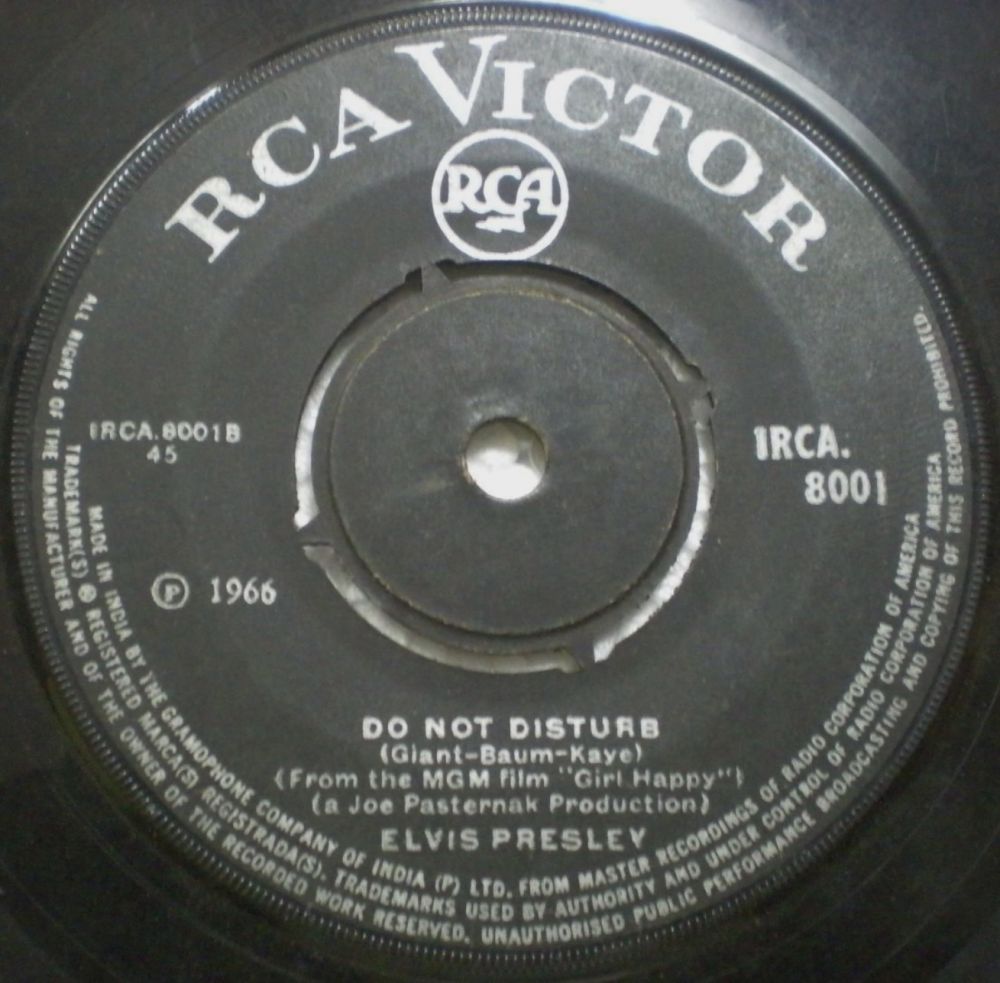 RCA VICTOR
RCA
IRCA.8001B
45
IRCA.
8001
Ⓟ 1966
DO NOT DISTURB
(Giant-Baum-Kaye)
(From the MGM film "Girl Happy")
(a Joe Pasternak Production)
ELVIS PRESLEY
MADE IN INDIA BY THE GRAMOPHONE COMPANY OF INDIA (P) LTD. FROM MASTER RECORDINGS OF RADIO CORPORATION OF AMERICA
TRADEMARK(S) ® REGISTERED MARCA(S) REGISTRADA(S). TRADEMARKS USED BY AUTHORITY AND UNDER CONTROL OF RADIO CORPORATION OF AMERICA
ALL RIGHTS OF THE MANUFACTURER AND OF THE OWNER OF THE RECORDED WORK RESERVED. UNAUTHORISED PUBLIC PERFORMANCE BROADCASTING AND COPYING OF THIS RECORD PROHIBITED.